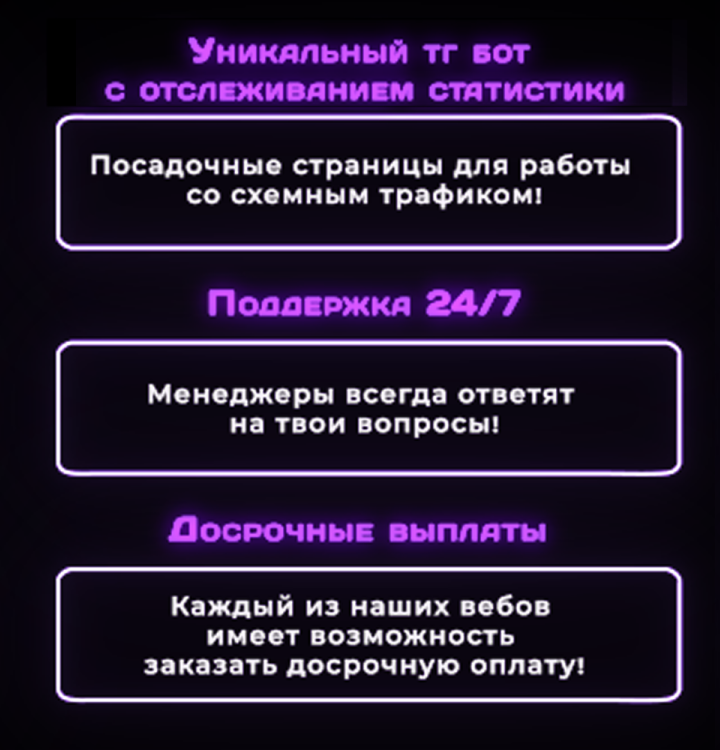 Уникальный тг бот
с отслеживанием статистики
Посадочные страницы для работы
со схемным трафиком!
Поддержка 24/7
Менеджеры всегда ответят
на твои вопросы!
Досрочные выплаты
Каждый из наших вебов
имеет возможность
заказать досрочную оплату!